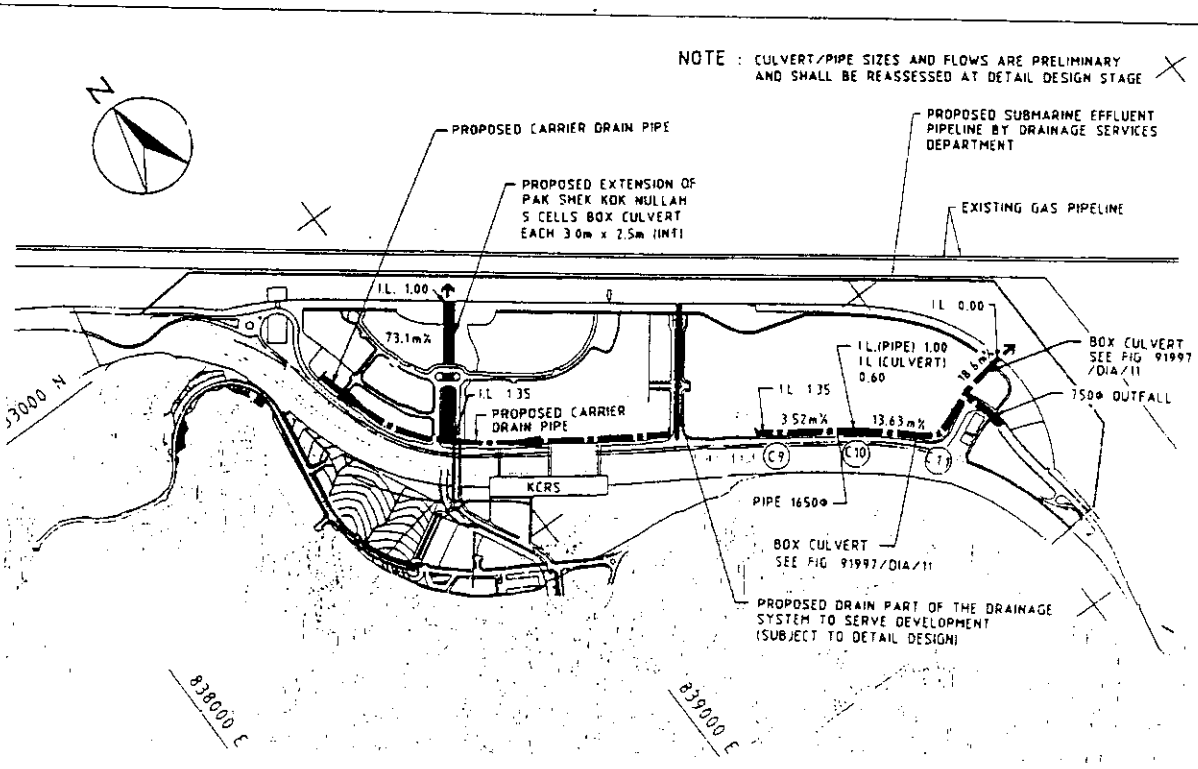 NOTE : CULVERT/PIPE SIZES AND FLOWS ARE PRELIMINARY
AND SHALL BE REASSESSED AT DETAIL DESIGN STAGE
N
PROPOSED CARRIER DRAIN PIPE
PROPOSED SUBMARINE EFFLUENT
PIPELINE BY DRAINAGE SERVICES
DEPARTMENT
PROPOSED EXTENSION OF
PAK SHEK KOK NULLAH
5 CELLS BOX CULVERT
EACH 3.0m x 2.5m (INT)
EXISTING GAS PIPELINE
I.L. 1.00
I.L. 0.00
73.1m³/s
I.L.(PIPE) 1.00
I.L.(CULVERT)
0.60
BOX CULVERT
SEE FIG 91997
/DIA/11
18.6m³/s
750ø OUTFALL
I.L. 1.35
I.L. 1.35
PROPOSED CARRIER
DRAIN PIPE
3.52m³/s
13.63m³/s
33000 N
C9
C10
KCRS
PIPE 1650ø
BOX CULVERT
SEE FIG 91997/DIA/11
PROPOSED DRAIN PART OF THE DRAINAGE
SYSTEM TO SERVE DEVELOPMENT
(SUBJECT TO DETAIL DESIGN)
838000 E
839000 E